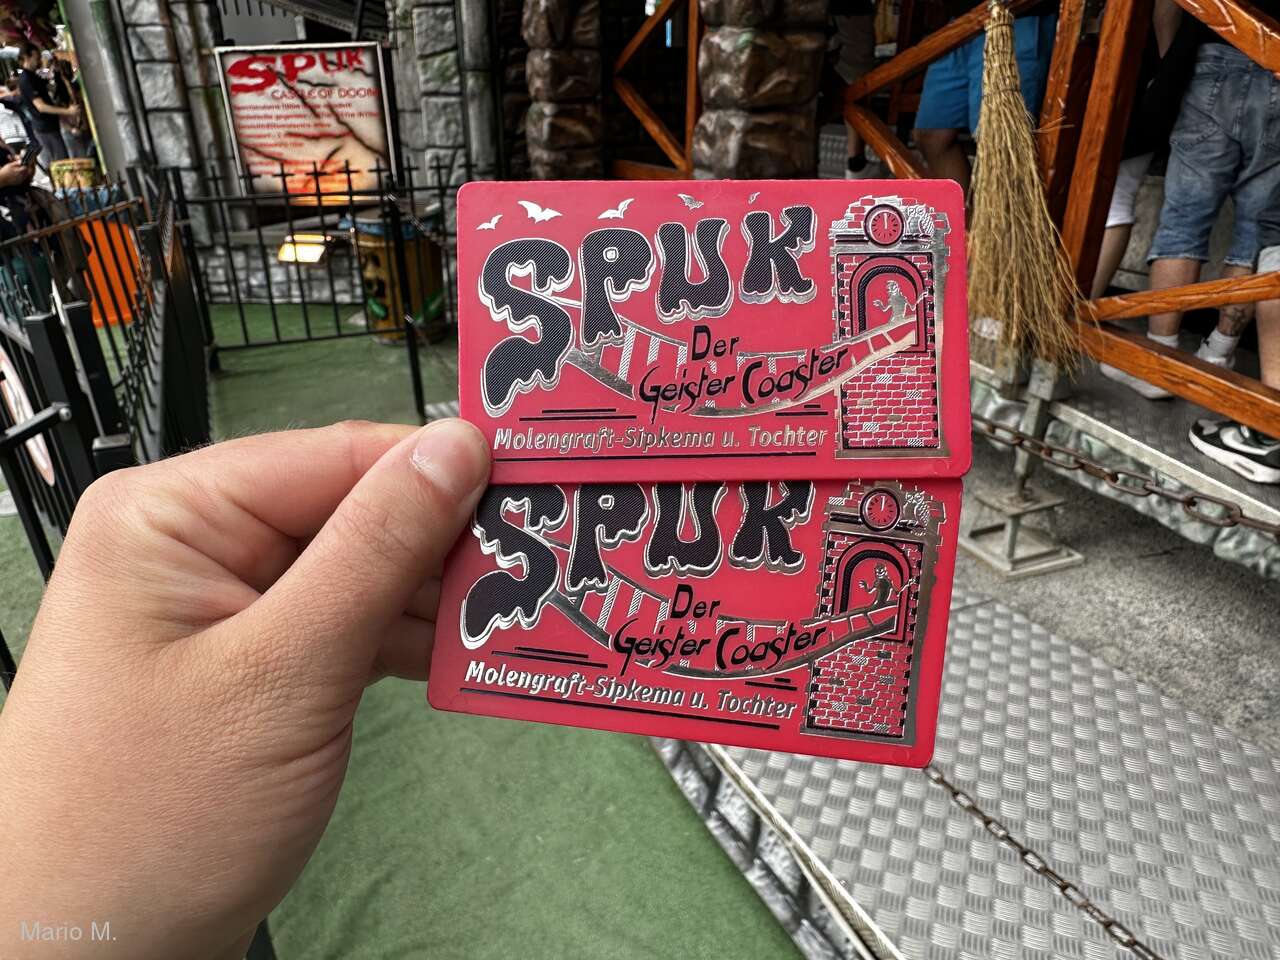 SPUK
CASTLE OF DOOM
SPUK
Der
Geister Coaster
Molengraft-Sipkema u. Tochter
SPUK
Der
Geister Coaster
Molengraft-Sipkema u. Tochter
Mario M.